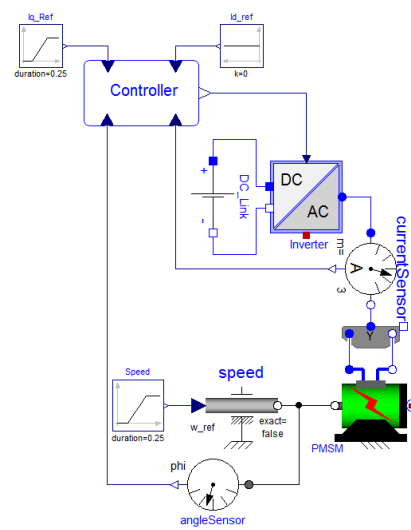 Iq_Ref
Id_ref
duration=0.25
k=0
Controller
+
DC_Link
-
DC
AC
Inverter
currentSensor
m=
3
A
Y
Speed
speed
duration=0.25
w_ref
exact=
false
PMSM
phi
angleSensor